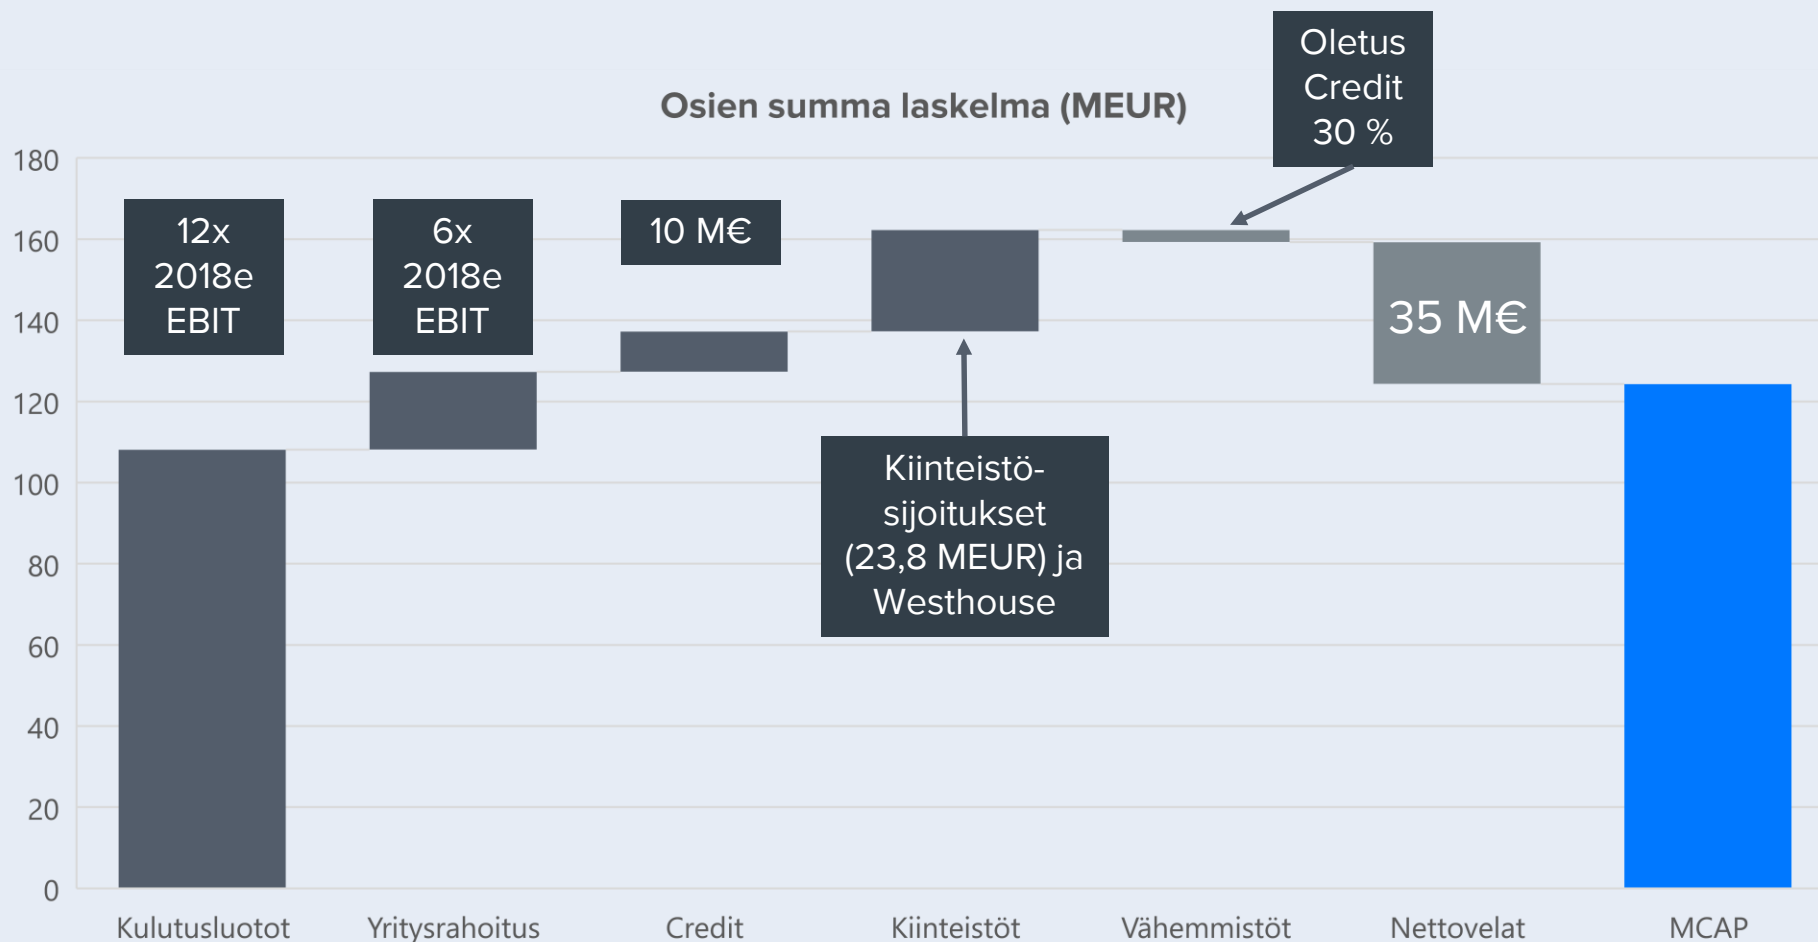 Oletus
Credit
30 %
Osien summa laskelma (MEUR)
180
160
140
120
100
80
60
40
20
0
12x
2018e
EBIT
6x
2018e
EBIT
10 M€
35 M€
Kiinteistö-
sijoitukset
(23,8 MEUR) ja
Westhouse
Kulutusluotot
Yritysrahoitus
Credit
Kiinteistöt
Vähemmistöt
Nettovelat
MCAP